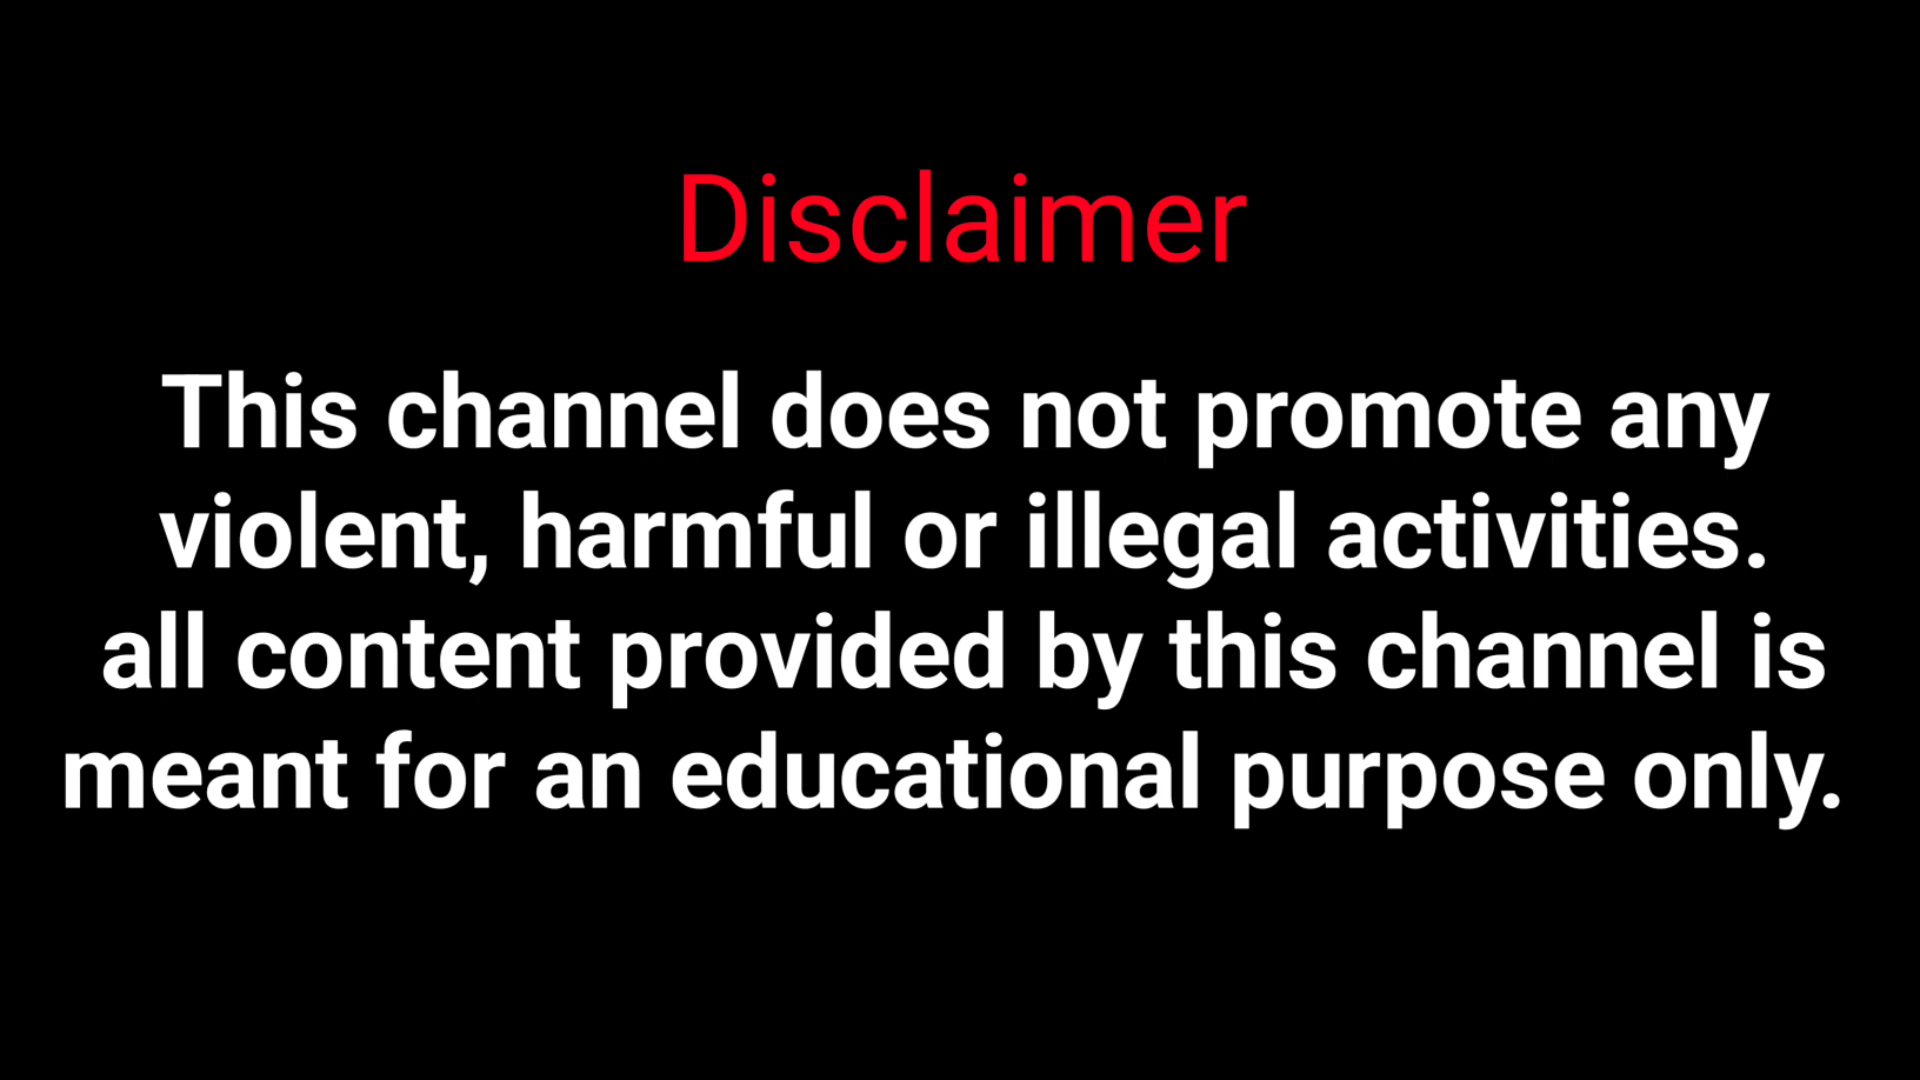 Disclaimer
This channel does not promote any
violent, harmful or illegal activities.
all content provided by this channel is
meant for an educational purpose only.